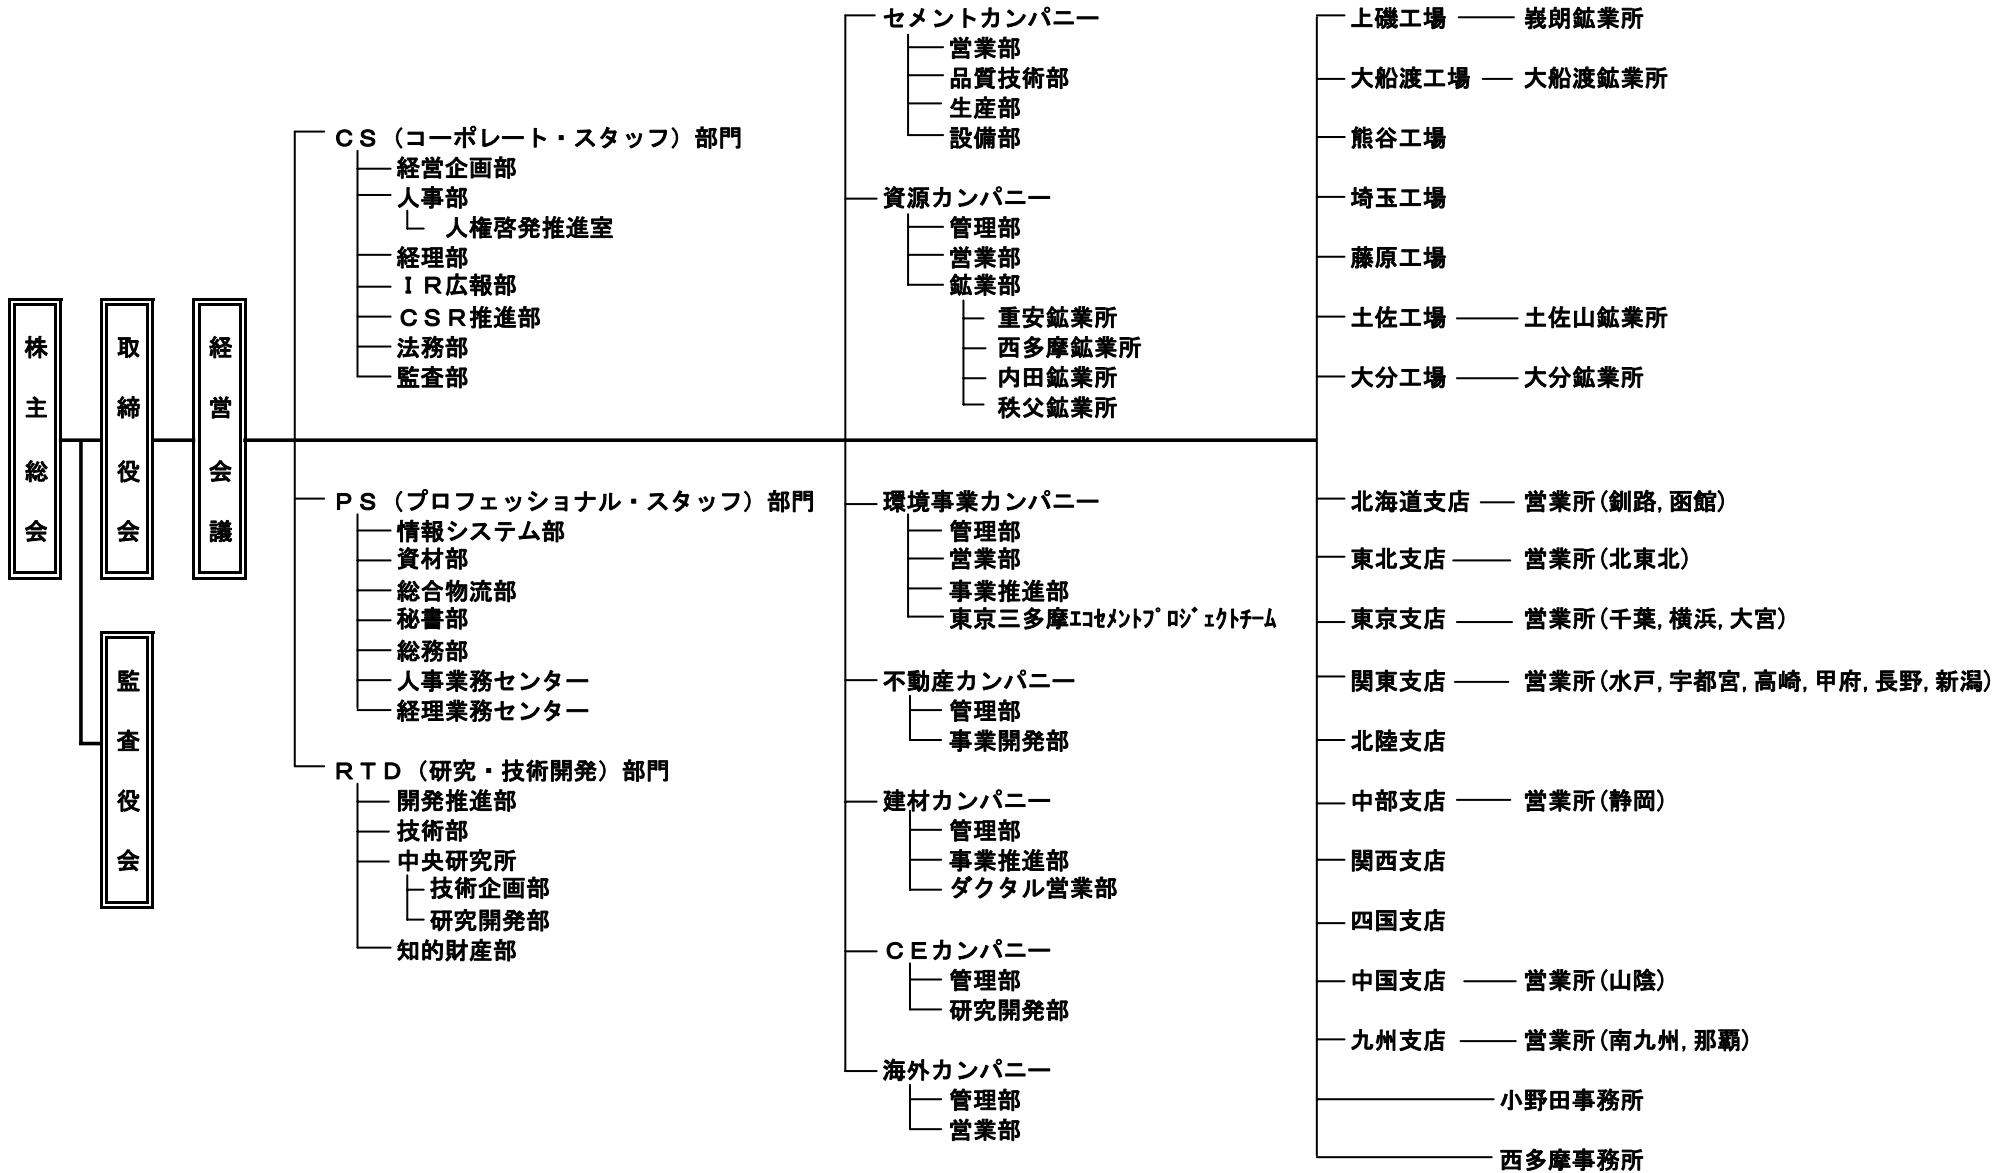 株主総会
取締役会
経営会議
監査役会
ＣＳ（コーポレート・スタッフ）部門
経営企画部
人事部
人権啓発推進室
経理部
ＩＲ広報部
ＣＳＲ推進部
法務部
監査部
ＰＳ（プロフェッショナル・スタッフ）部門
情報システム部
資材部
総合物流部
秘書部
総務部
人事業務センター
経理業務センター
ＲＴＤ（研究・技術開発）部門
開発推進部
技術部
中央研究所
技術企画部
研究開発部
知的財産部
セメントカンパニー
営業部
品質技術部
生産部
設備部
資源カンパニー
管理部
営業部
鉱業部
重安鉱業所
西多摩鉱業所
内田鉱業所
秩父鉱業所
環境事業カンパニー
管理部
営業部
事業推進部
東京三多摩ｴｺｾﾒﾝﾄﾌﾟﾛｼﾞｪｸﾄﾁｰﾑ
不動産カンパニー
管理部
事業開発部
建材カンパニー
管理部
事業推進部
ダクタル営業部
ＣＥカンパニー
管理部
研究開発部
海外カンパニー
管理部
営業部
上磯工場 峩朗鉱業所
大船渡工場 大船渡鉱業所
熊谷工場
埼玉工場
藤原工場
土佐工場 土佐山鉱業所
大分工場 大分鉱業所
北海道支店 営業所(釧路,函館)
東北支店 営業所(北東北)
東京支店 営業所(千葉,横浜,大宮)
関東支店 営業所(水戸,宇都宮,高崎,甲府,長野,新潟)
北陸支店
中部支店 営業所(静岡)
関西支店
四国支店
中国支店 営業所(山陰)
九州支店 営業所(南九州,那覇)
小野田事務所
西多摩事務所